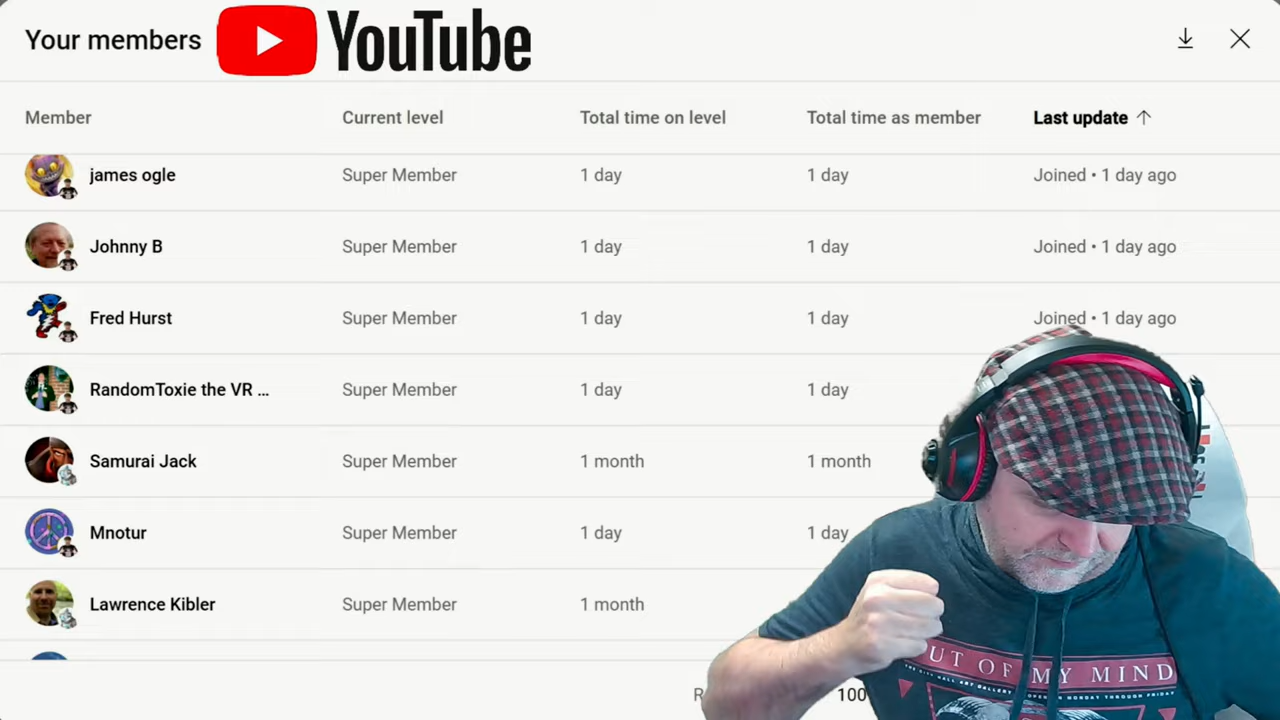 Your members YouTube
Member Current level Total time on level Total time as member Last update
james ogle Super Member 1 day 1 day Joined • 1 day ago
Johnny B Super Member 1 day 1 day Joined • 1 day ago
Fred Hurst Super Member 1 day 1 day Joined • 1 day ago
RandomToxie the VR ... Super Member 1 day 1 day
Samurai Jack Super Member 1 month 1 month
Mnotur Super Member 1 day 1 day
Lawrence Kibler Super Member 1 month
100
OUT OF MY MIND